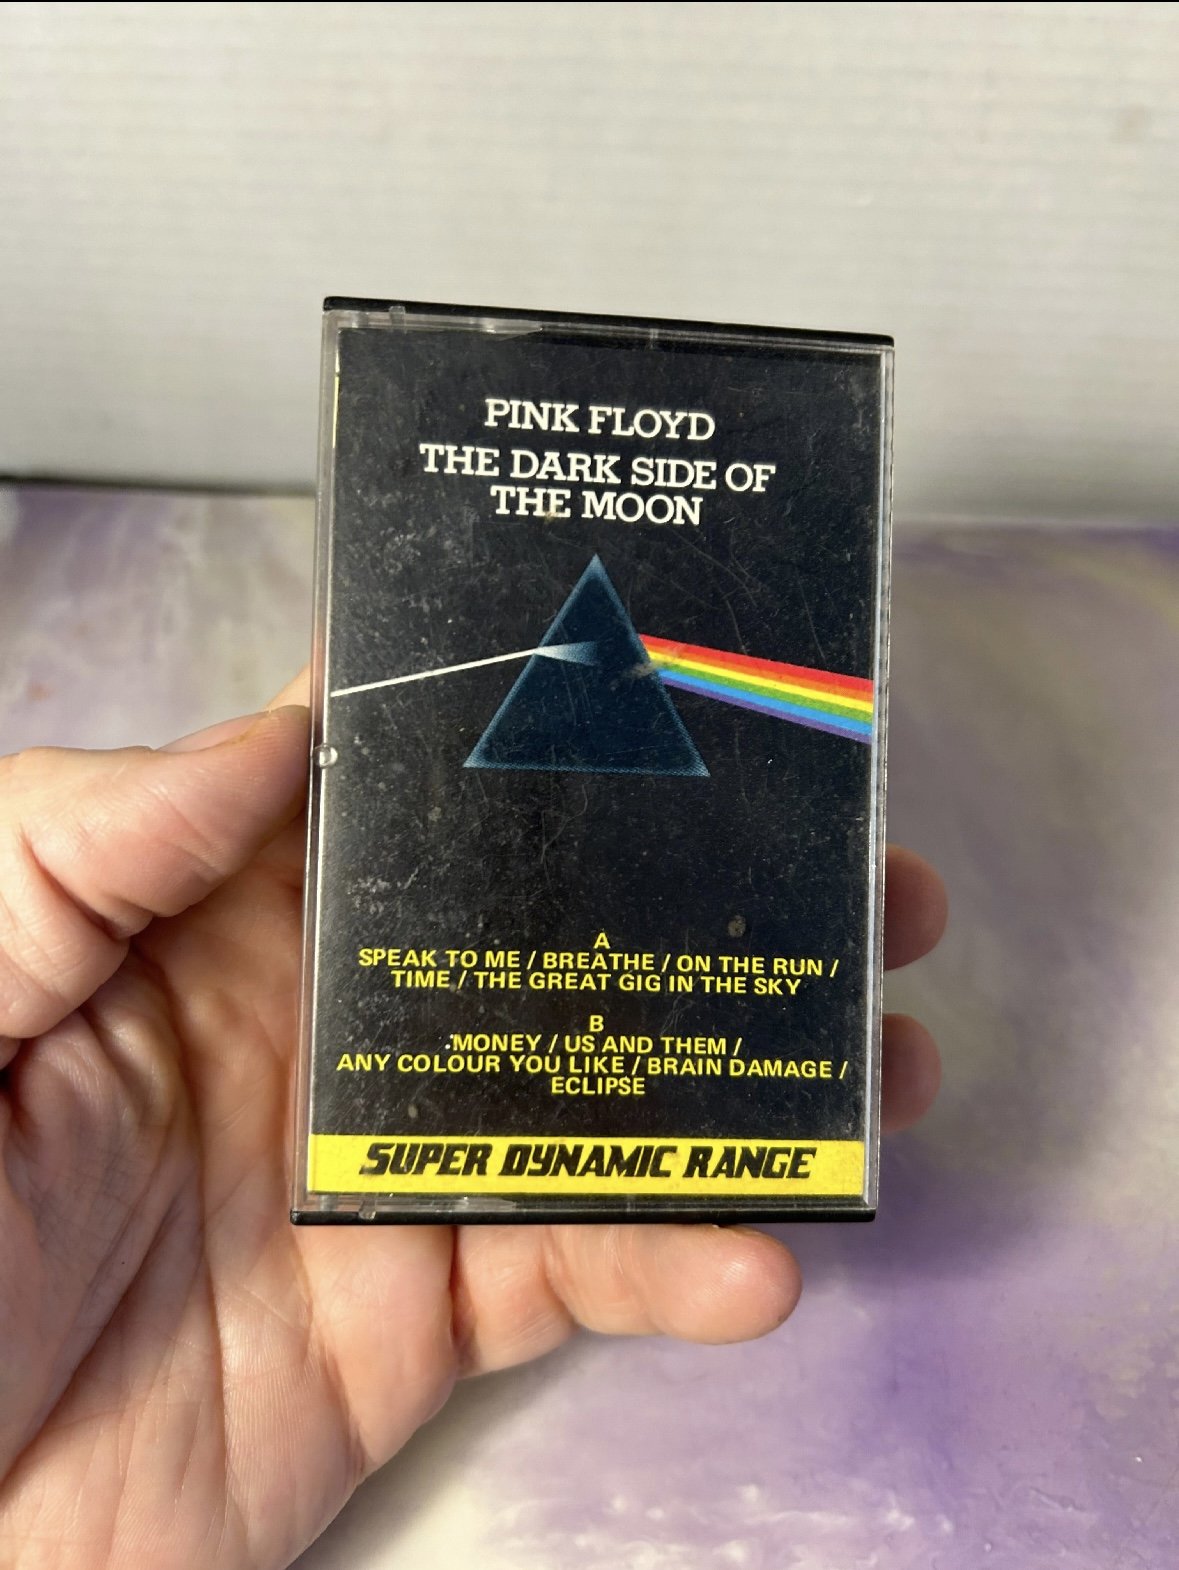 PINK FLOYD
THE DARK SIDE OF
THE MOON
A
SPEAK TO ME / BREATHE / ON THE RUN /
TIME / THE GREAT GIG IN THE SKY
B
MONEY / US AND THEM /
ANY COLOUR YOU LIKE / BRAIN DAMAGE /
ECLIPSE
SUPER DYNAMIC RANGE